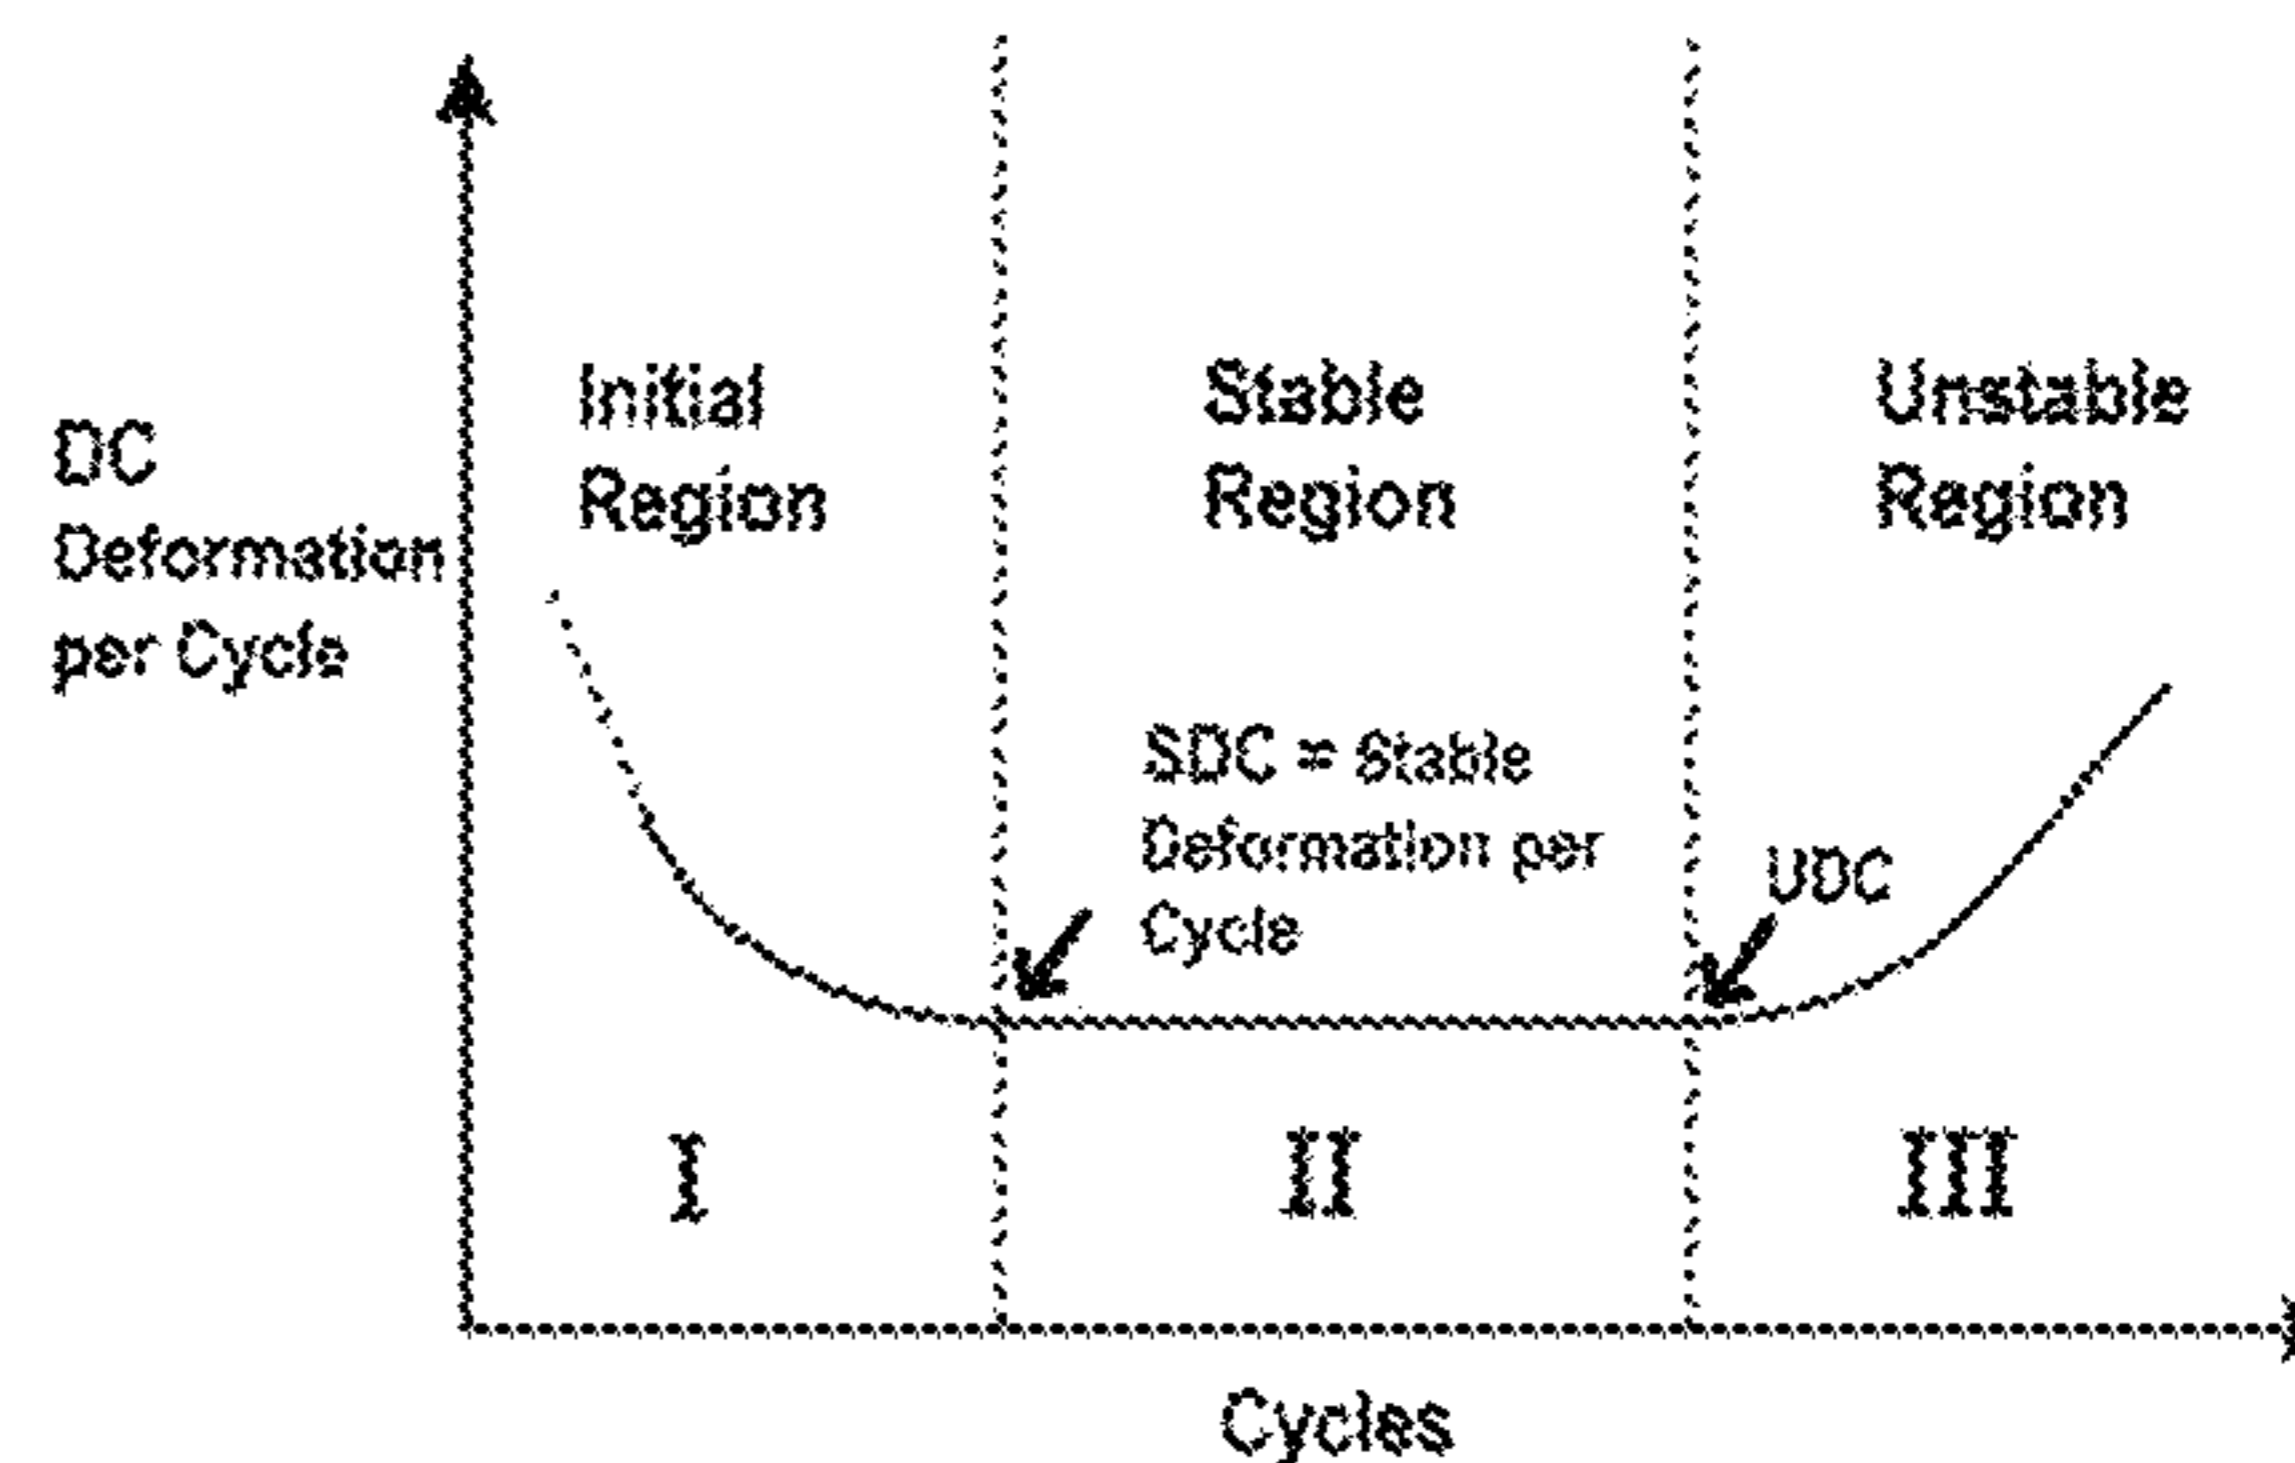 Initial
Region
Stable
Region
Unstable
Region
DC
Deformation
per Cycle
SDC = Stable
Deformation per
Cycle
UDC
I
II
III
Cycles